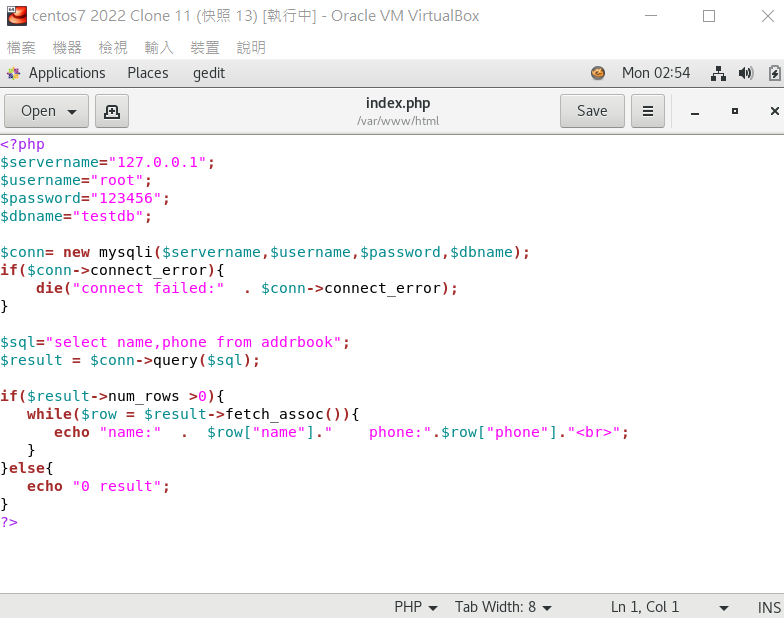 centos7 2022 Clone 11 (快照 13) [執行中] - Oracle VM VirtualBox
檔案 機器 檢視 輸入 裝置 說明
Applications Places gedit Mon 02:54
Open index.php Save
/var/www/html
<?php
$servername="127.0.0.1";
$username="root";
$password="123456";
$dbname="testdb";

$conn= new mysqli($servername,$username,$password,$dbname);
if($conn->connect_error){
    die("connect failed:"  . $conn->connect_error);
}

$sql="select name,phone from addrbook";
$result = $conn->query($sql);

if($result->num_rows >0){
   while($row = $result->fetch_assoc()){
      echo "name:"  .  $row["name"]."    phone:".$row["phone"]."<br>";
   }
}else{
   echo "0 result";
}
?>
PHP Tab Width: 8 Ln 1, Col 1 INS